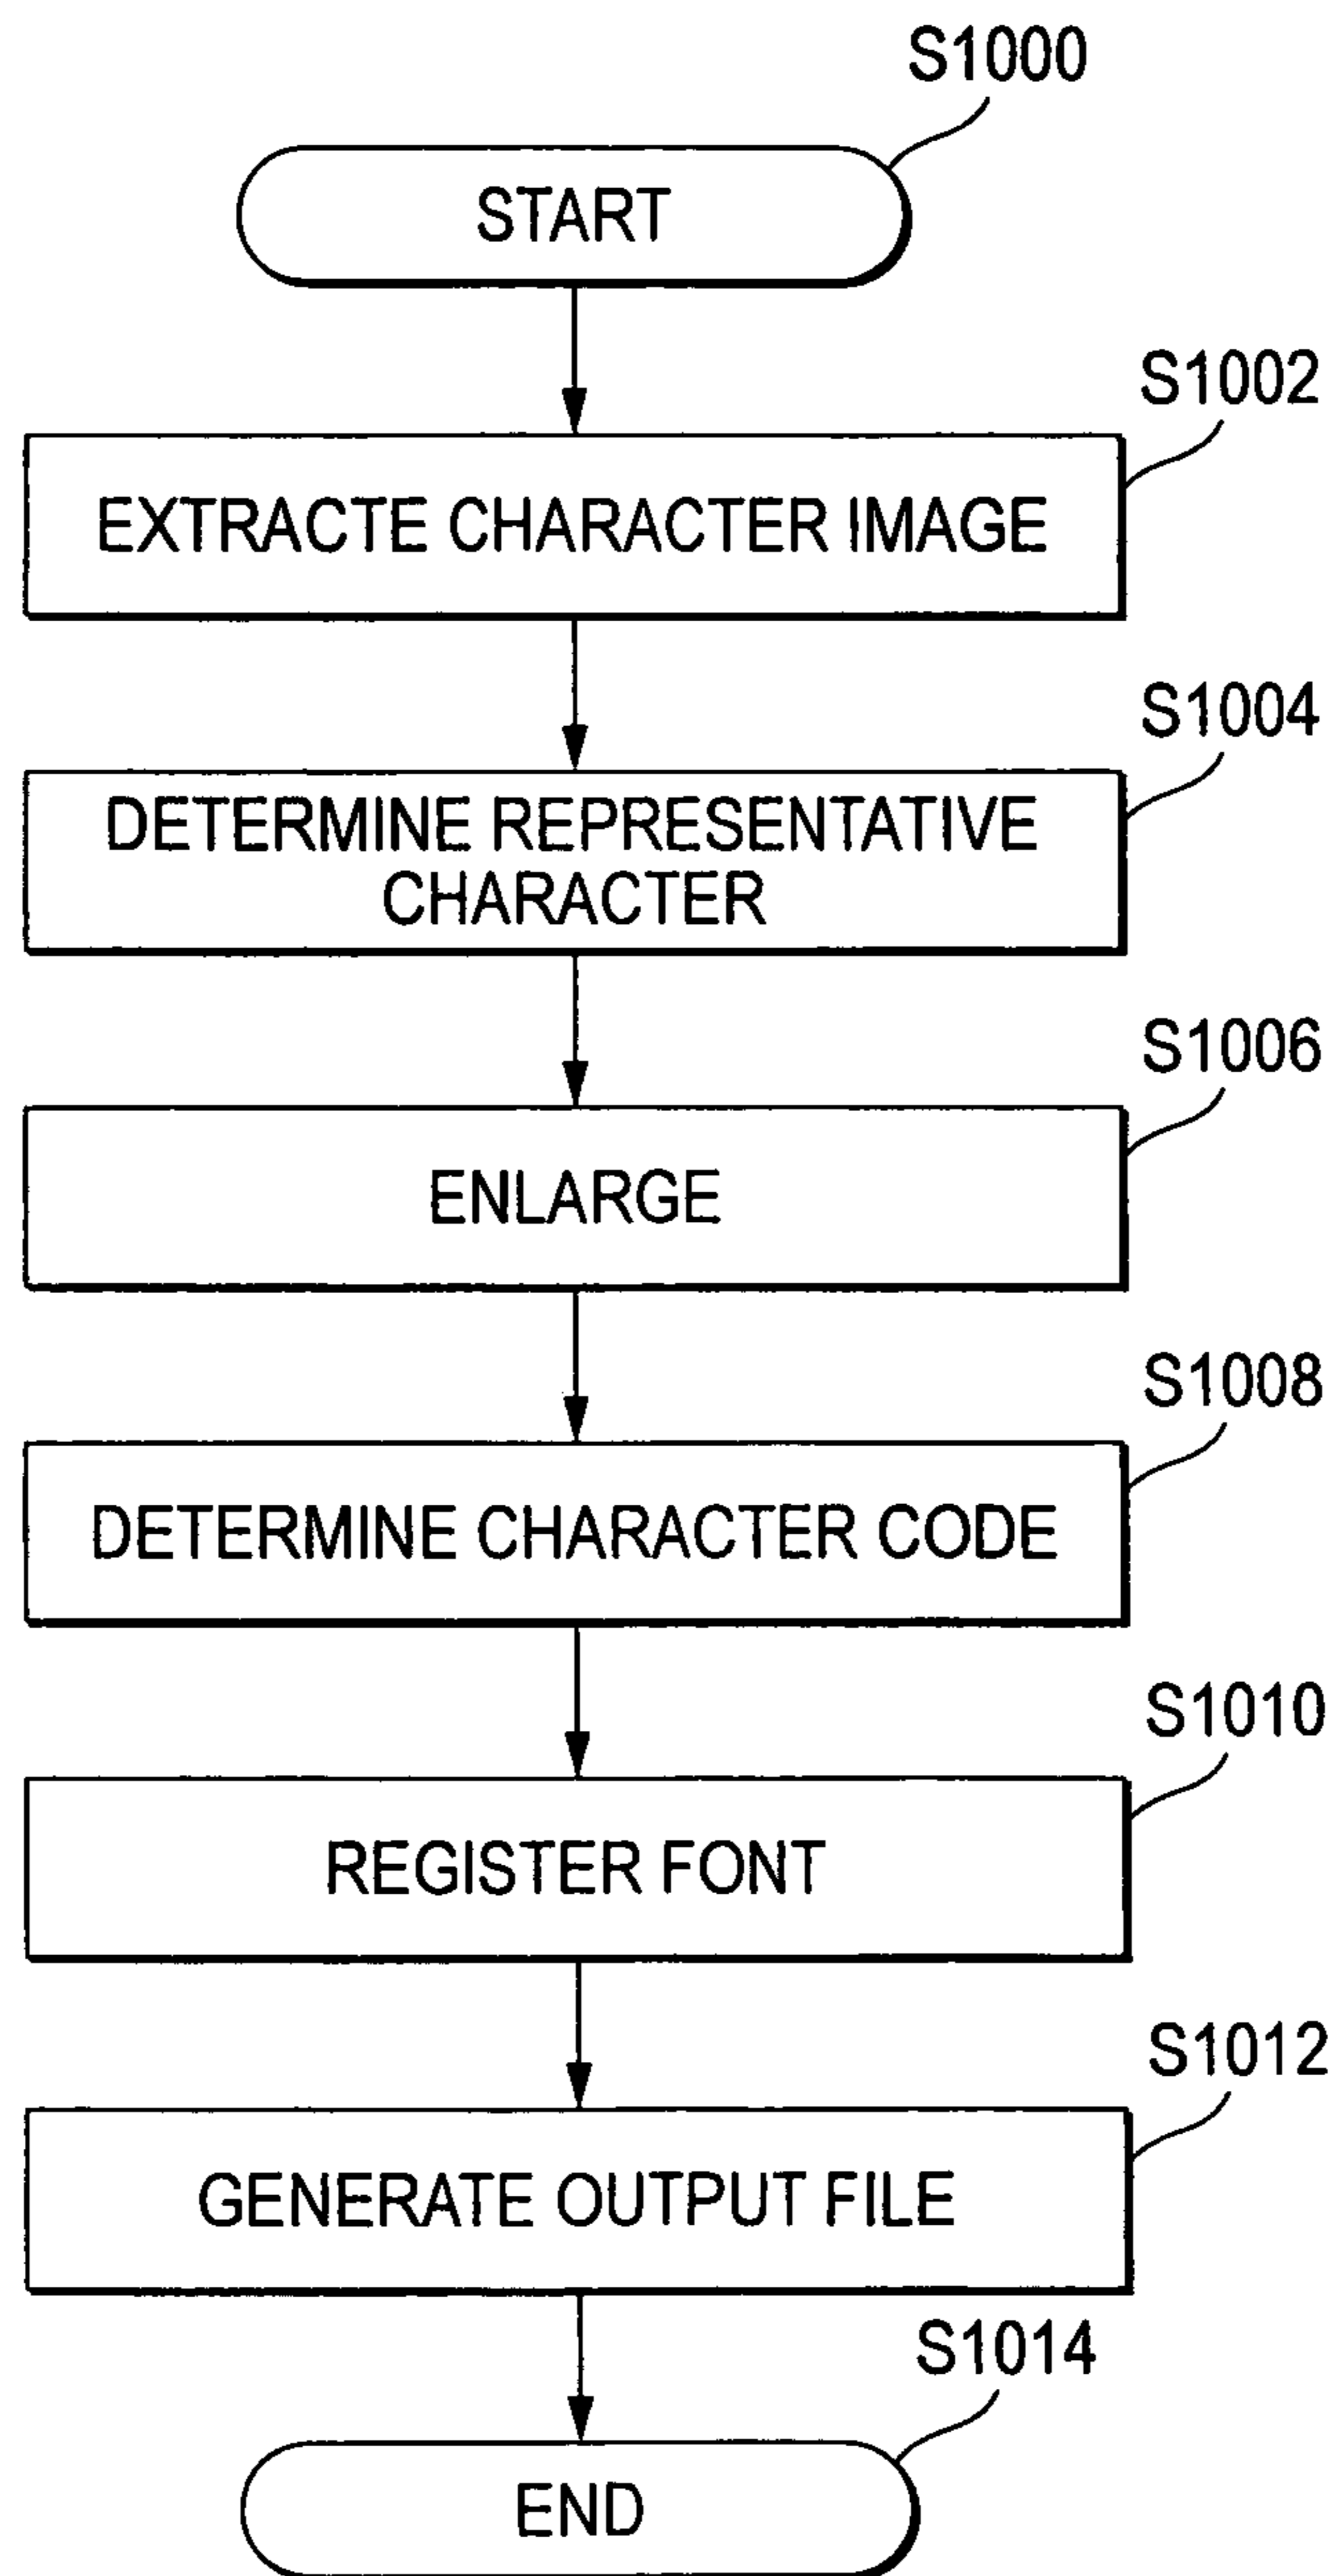 S1000
START
S1002
EXTRACTE CHARACTER IMAGE
S1004
DETERMINE REPRESENTATIVE
CHARACTER
S1006
ENLARGE
S1008
DETERMINE CHARACTER CODE
S1010
REGISTER FONT
S1012
GENERATE OUTPUT FILE
S1014
END